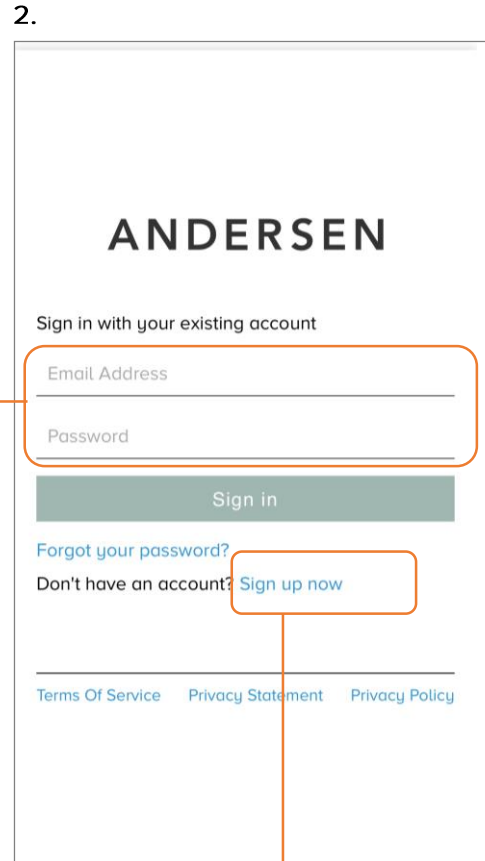 2.
ANDERSEN
Sign in with your existing account
Email Address
Password
Sign in
Forgot your password?
Don't have an account? Sign up now
Terms Of Service Privacy Statement Privacy Policy